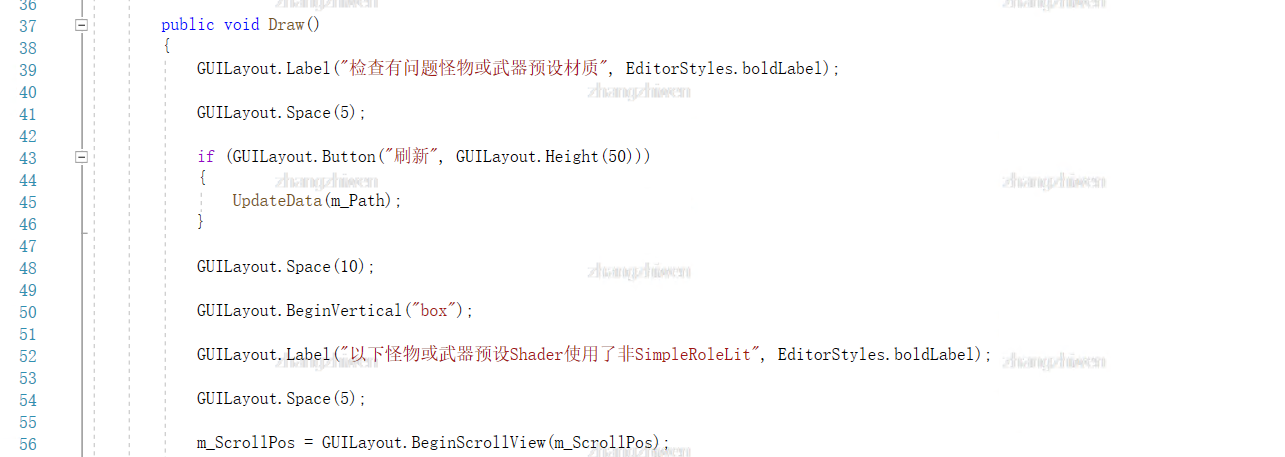 36
37 public void Draw()
38 {
39 GUILayout.Label("检查有问题怪物或武器预设材质", EditorStyles.boldLabel);
40
41 GUILayout.Space(5);
42
43 if (GUILayout.Button("刷新", GUILayout.Height(50)))
44 {
45 UpdateData(m_Path);
46 }
47
48 GUILayout.Space(10);
49
50 GUILayout.BeginVertical("box");
51
52 GUILayout.Label("以下怪物或武器预设Shader使用了非SimpleRoleLit", EditorStyles.boldLabel);
53
54 GUILayout.Space(5);
55
56 m_ScrollPos = GUILayout.BeginScrollView(m_ScrollPos);